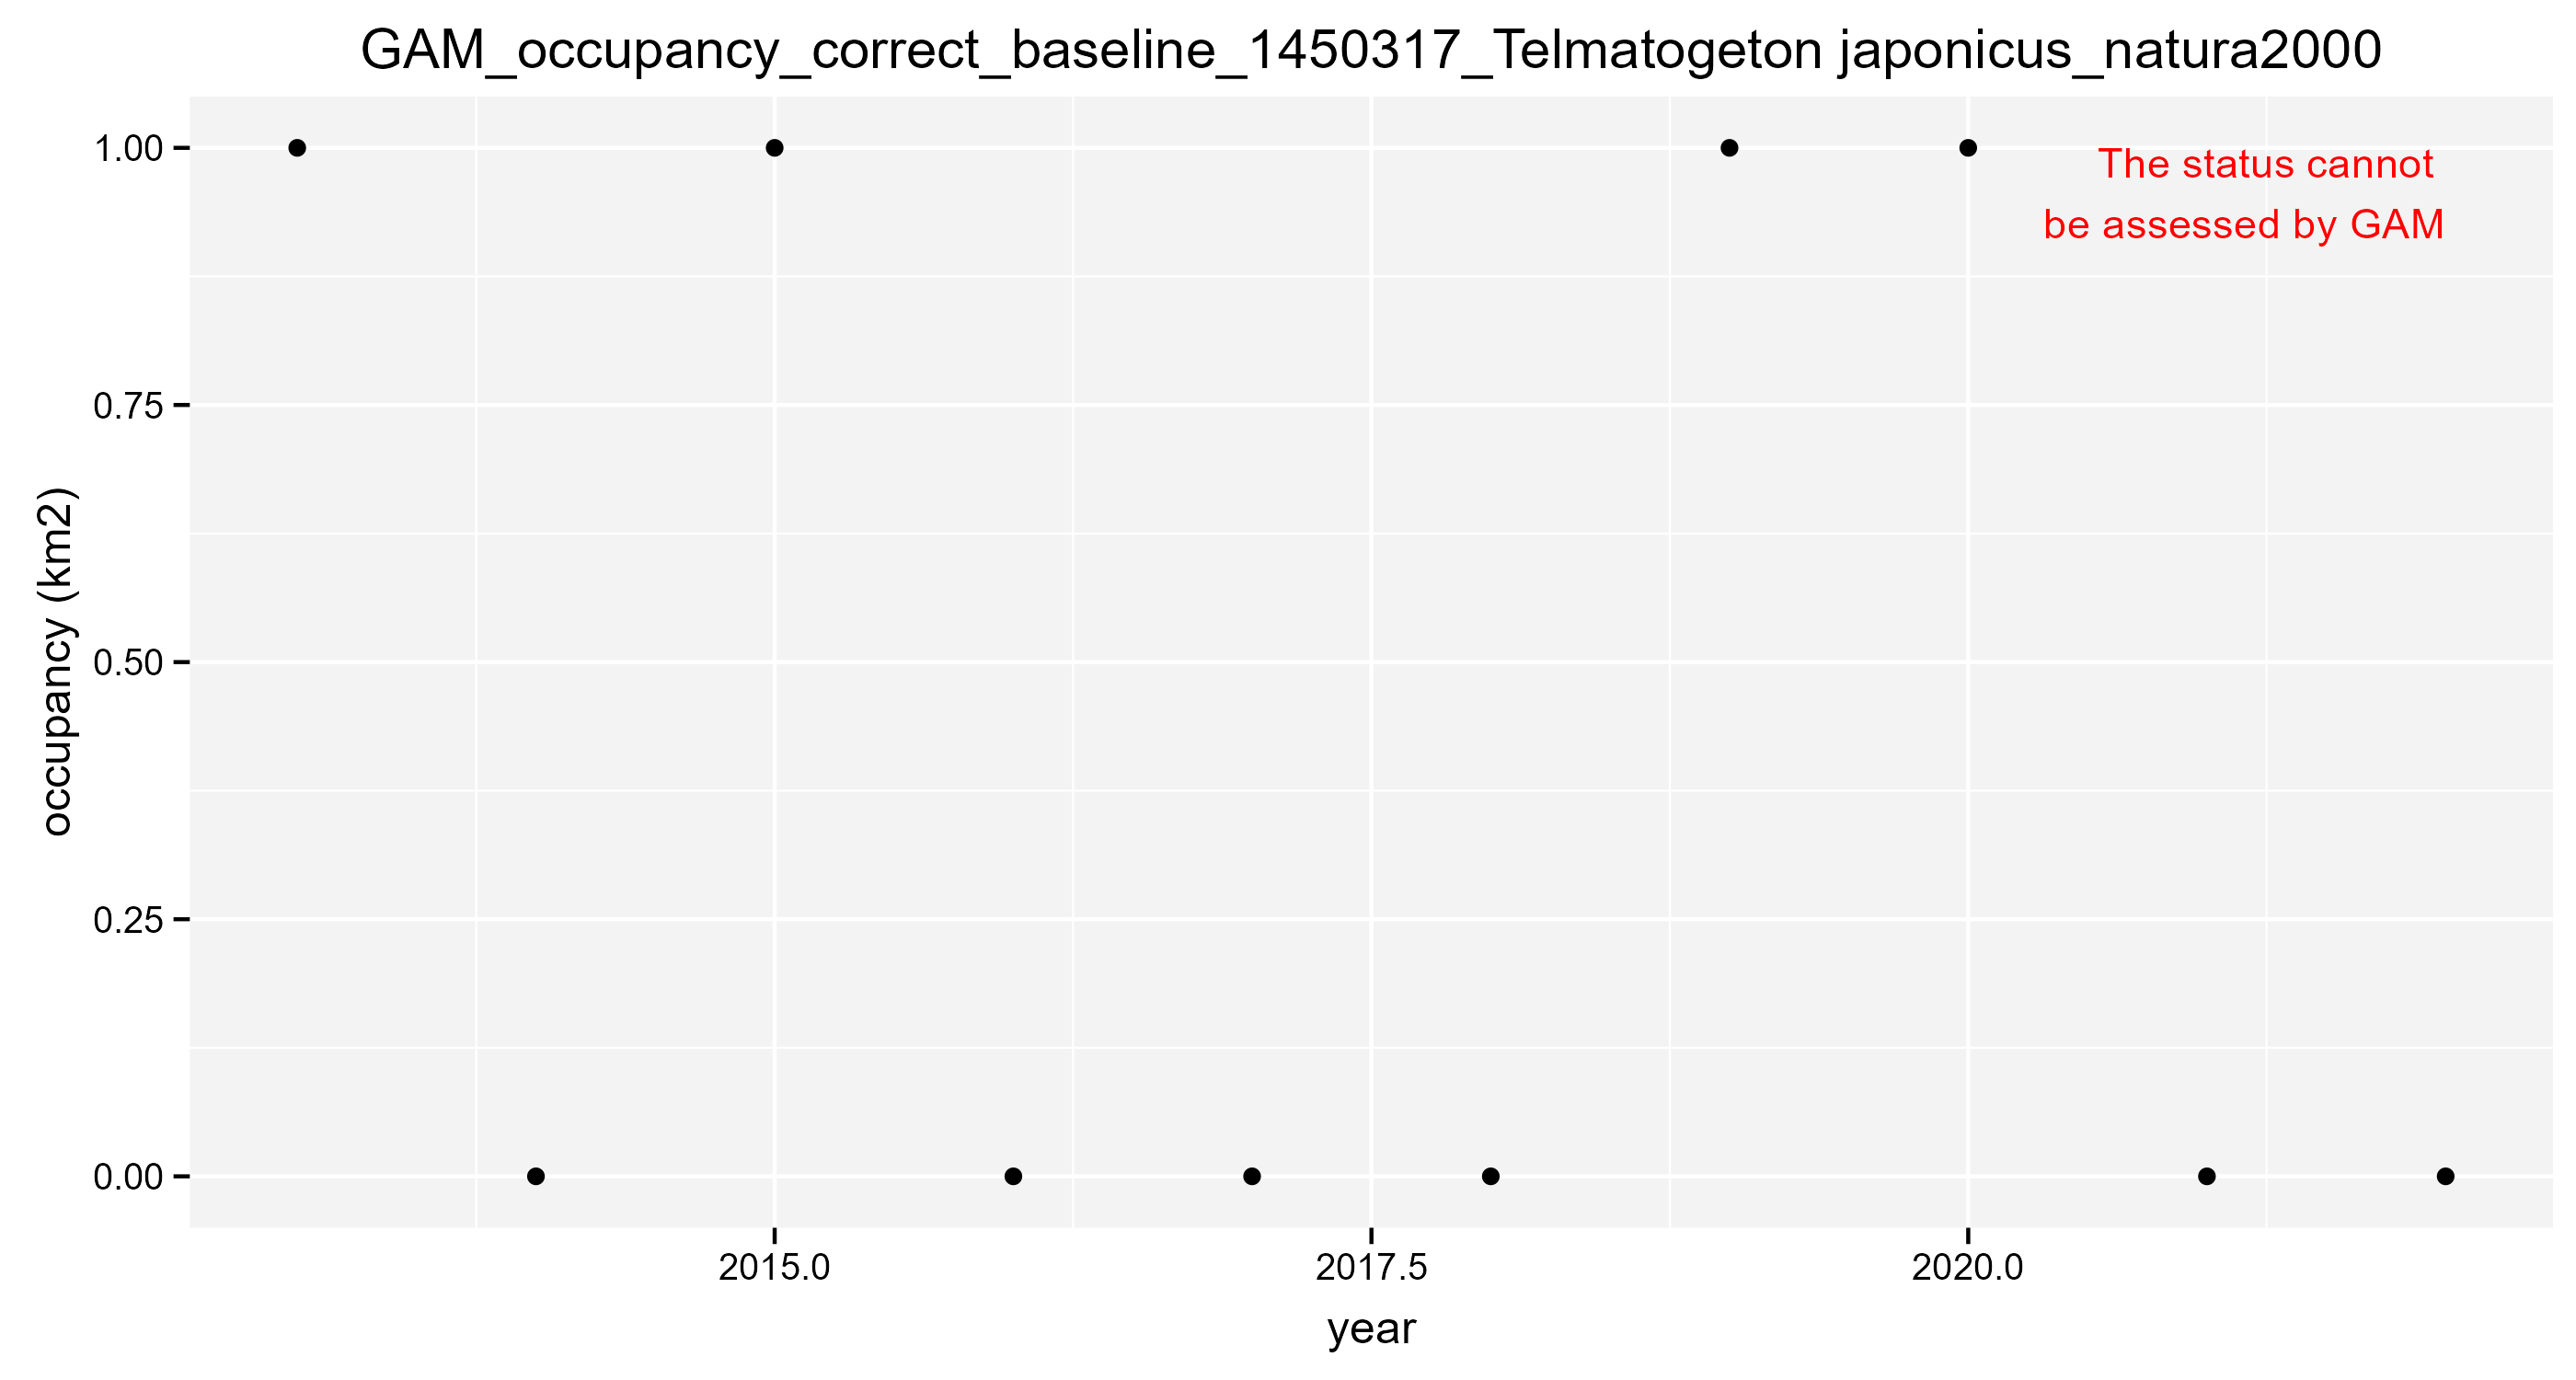 GAM_occupancy_correct_baseline_1450317_Telmatogeton japonicus_natura2000
1.00
The status cannot
be assessed by GAM
0.75
occupancy (km2)
0.50
0.25
0.00
2015.0
2017.5
2020.0
year